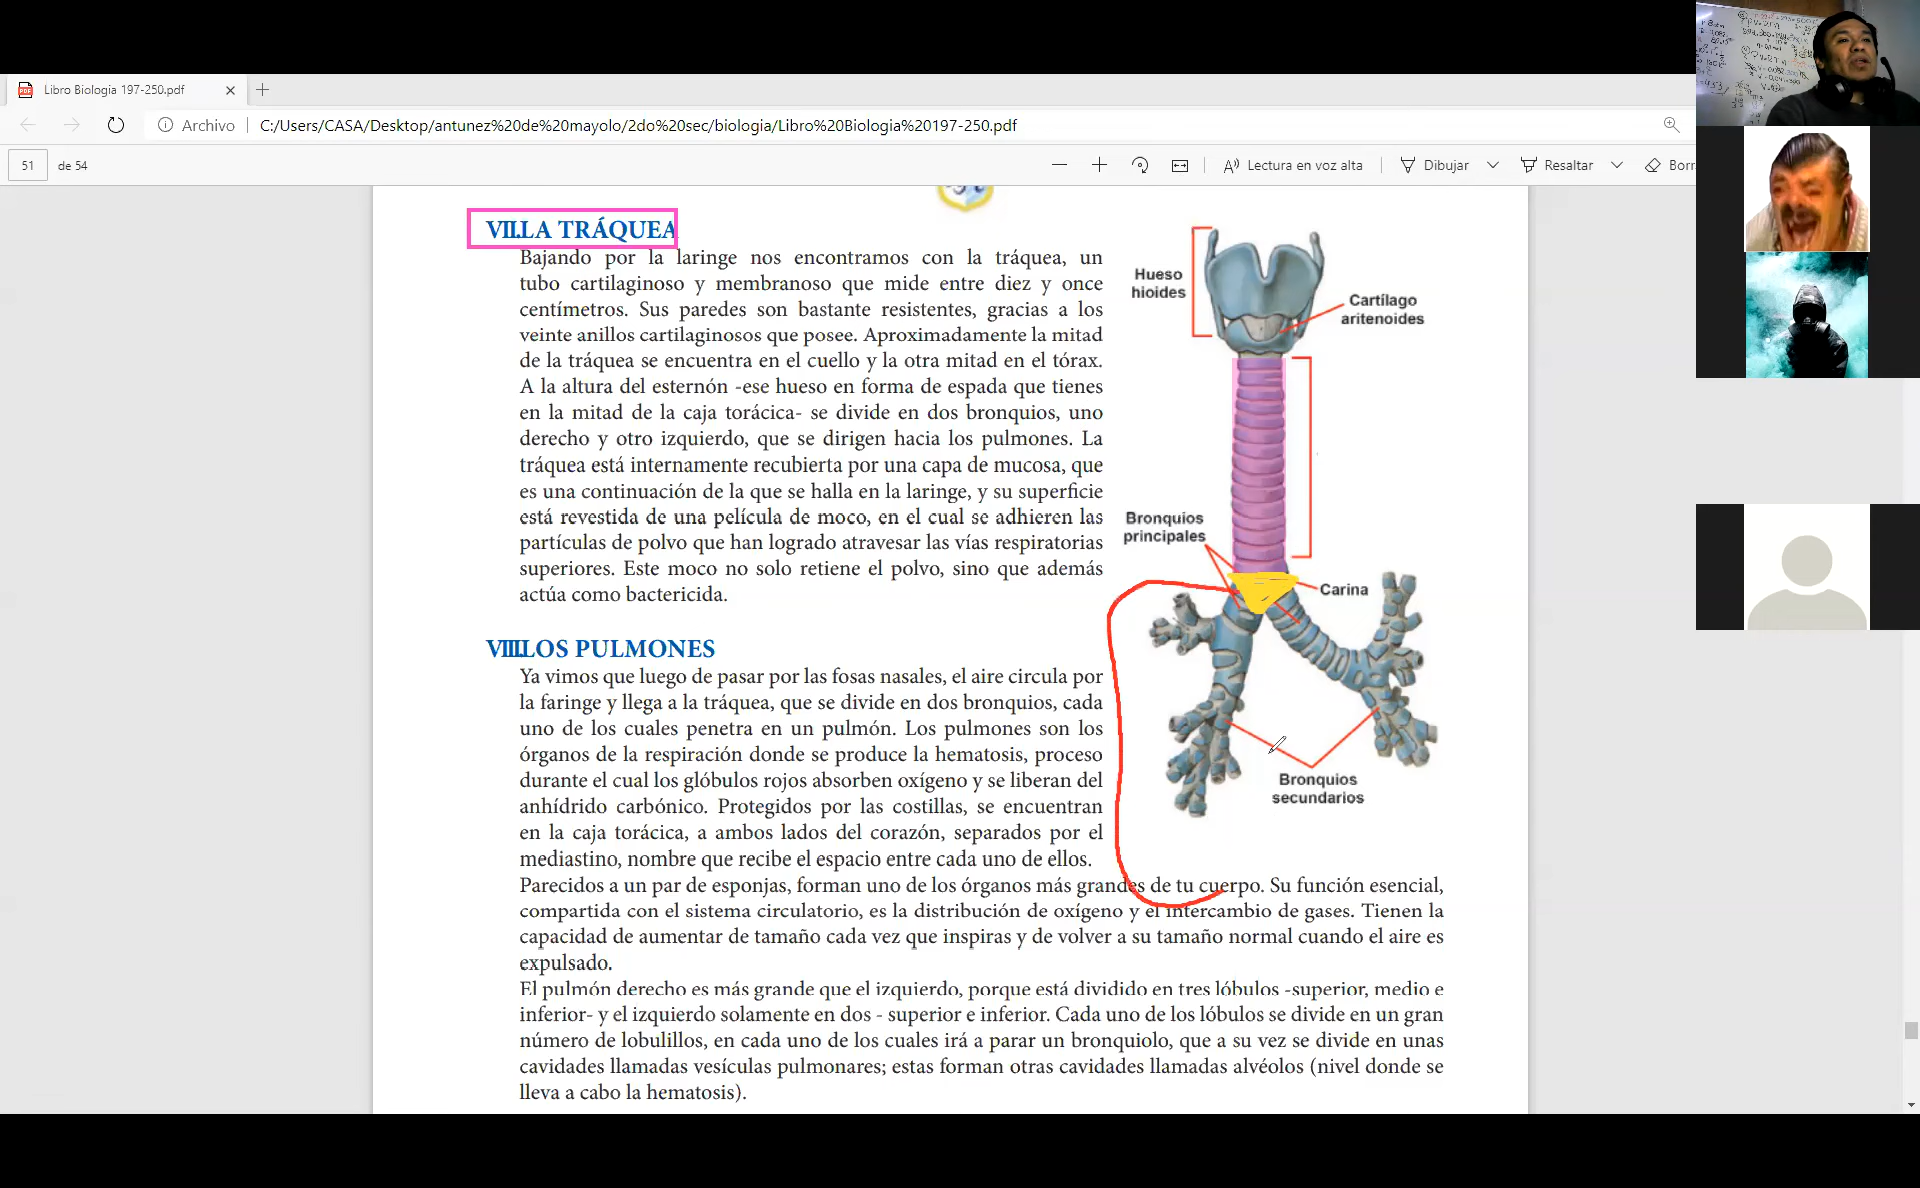 Libro Biologia 197-250.pdf
Archivo
C:/Users/CASA/Desktop/antunez%20de%20mayolo/2do%20sec/biologia/Libro%20Biologia%20197-250.pdf
51 de 54
Lectura en voz alta
Dibujar
Resaltar
Borr
VII. LA TRÁQUEA
Bajando por la laringe nos encontramos con la tráquea, un
tubo cartilaginoso y membranoso que mide entre diez y once
centímetros. Sus paredes son bastante resistentes, gracias a los
veinte anillos cartilaginosos que posee. Aproximadamente la mitad
de la tráquea se encuentra en el cuello y la otra mitad en el tórax.
A la altura del esternón -ese hueso en forma de espada que tienes
en la mitad de la caja torácica- se divide en dos bronquios, uno
derecho y otro izquierdo, que se dirigen hacia los pulmones. La
tráquea está internamente recubierta por una capa de mucosa, que
es una continuación de la que se halla en la laringe, y su superficie
está revestida de una película de moco, en el cual se adhieren las
partículas de polvo que han logrado atravesar las vías respiratorias
superiores. Este moco no solo retiene el polvo, sino que además
actúa como bactericida.
Hueso
hioides
Cartílago
aritenoides
Bronquios
principales
Carina
Bronquios
secundarios
VIII. LOS PULMONES
Ya vimos que luego de pasar por las fosas nasales, el aire circula por
la faringe y llega a la tráquea, que se divide en dos bronquios, cada
uno de los cuales penetra en un pulmón. Los pulmones son los
órganos de la respiración donde se produce la hematosis, proceso
durante el cual los glóbulos rojos absorben oxígeno y se liberan del
anhídrido carbónico. Protegidos por las costillas, se encuentran
en la caja torácica, a ambos lados del corazón, separados por el
mediastino, nombre que recibe el espacio entre cada uno de ellos.
Parecidos a un par de esponjas, forman uno de los órganos más grandes de tu cuerpo. Su función esencial,
compartida con el sistema circulatorio, es la distribución de oxígeno y el intercambio de gases. Tienen la
capacidad de aumentar de tamaño cada vez que inspiras y de volver a su tamaño normal cuando el aire es
expulsado.
El pulmón derecho es más grande que el izquierdo, porque está dividido en tres lóbulos -superior, medio e
inferior- y el izquierdo solamente en dos - superior e inferior. Cada uno de los lóbulos se divide en un gran
número de lobulillos, en cada uno de los cuales irá a parar un bronquiolo, que a su vez se divide en unas
cavidades llamadas vesículas pulmonares; estas forman otras cavidades llamadas alvéolos (nivel donde se
lleva a cabo la hematosis).